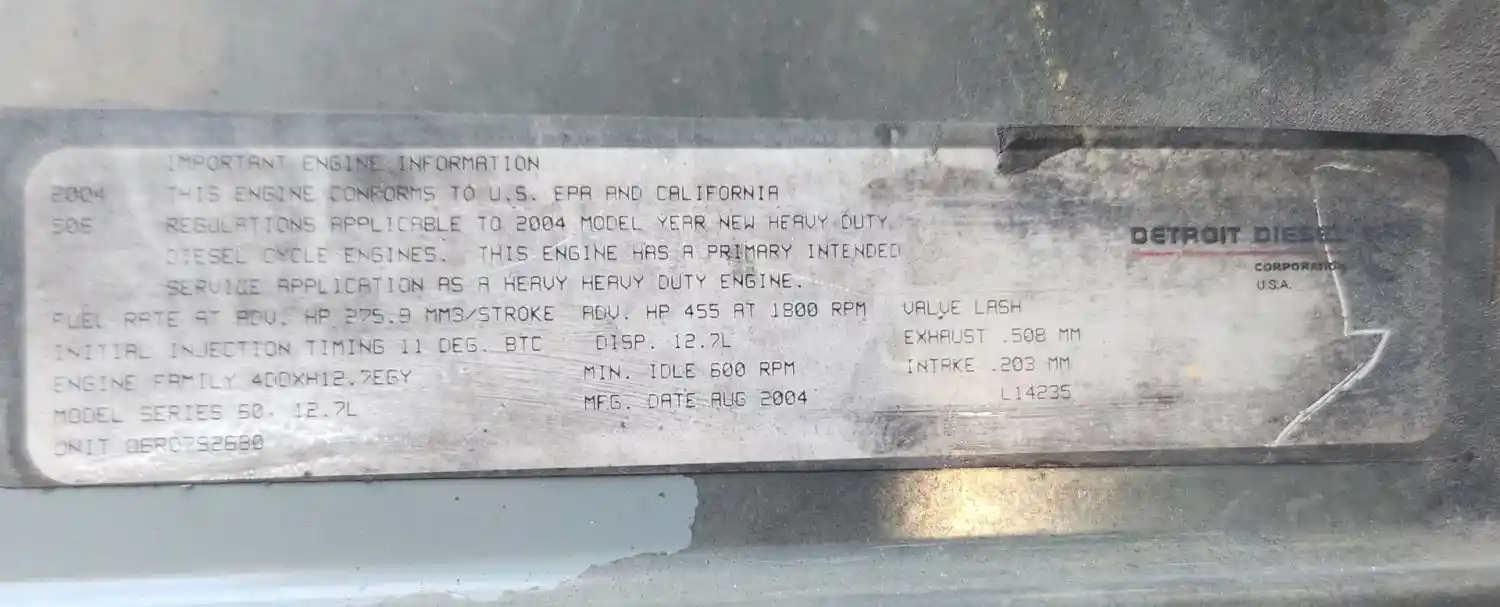 IMPORTANT ENGINE INFORMATION
2004 THIS ENGINE CONFORMS TO U.S. EPA AND CALIFORNIA
506 REGULATIONS APPLICABLE TO 2004 MODEL YEAR NEW HEAVY DUTY
DIESEL CYCLE ENGINES. THIS ENGINE HAS A PRIMARY INTENDED
SERVICE APPLICATION AS A HEAVY HEAVY DUTY ENGINE.
FUEL RATE AT ADV. HP 275.9 MM3/STROKE ADV. HP 455 AT 1800 RPM VALVE LASH
INITIAL INJECTION TIMING 11 DEG. BTC DISP. 12.7L EXHAUST .508 MM
ENGINE FAMILY 4DDXH12.7EGY MIN. IDLE 600 RPM INTAKE .203 MM
MODEL SERIES 60, 12.7L MFG. DATE AUG 2004 L14235
UNIT 06R0792680
DETROIT DIESEL
CORPORATION
U.S.A.